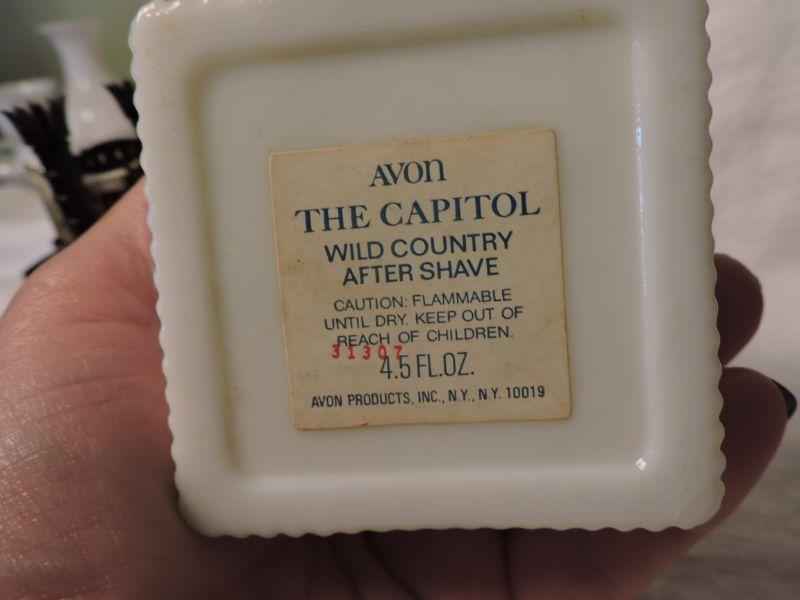 AVON
THE CAPITOL
WILD COUNTRY
AFTER SHAVE
CAUTION: FLAMMABLE
UNTIL DRY. KEEP OUT OF
REACH OF CHILDREN.
31307
4.5 FL.OZ.
AVON PRODUCTS, INC., N.Y., N.Y. 10019